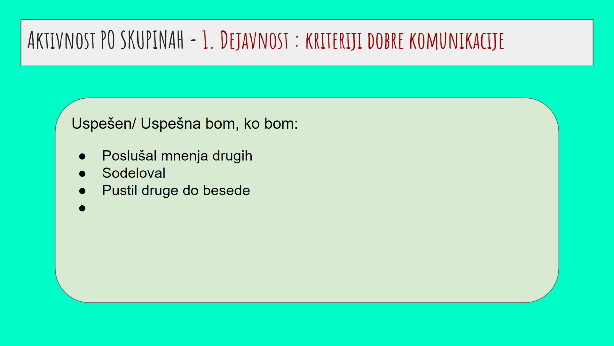 Aktivnost PO SKUPINAH - 1. Dejavnost : kriteriji dobre komunikacije
Uspešen/ Uspešna bom, ko bom:
● Poslušal mnenja drugih
● Sodeloval
● Pustil druge do besede
●